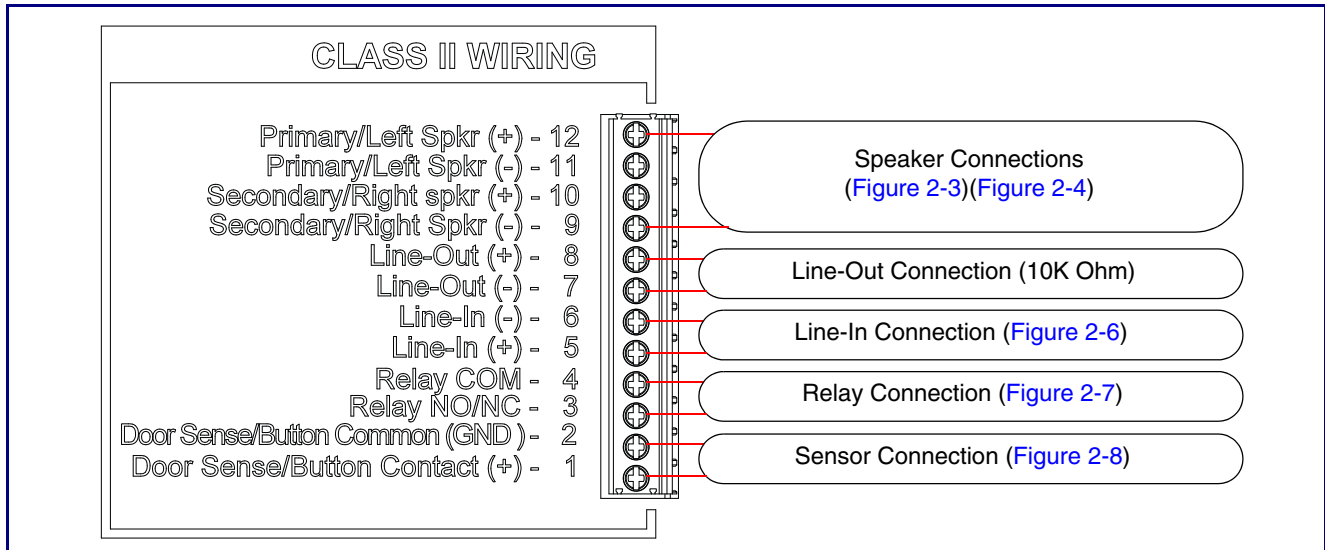 CLASS II WIRING
Primary/Left Spkr (+) - 12
Primary/Left Spkr (-) - 11
Secondary/Right spkr (+) - 10
Secondary/Right Spkr (-) - 9
Line-Out (+) - 8
Line-Out (-) - 7
Line-In (-) - 6
Line-In (+) - 5
Relay COM - 4
Relay NO/NC - 3
Door Sense/Button Common (GND ) - 2
Door Sense/Button Contact (+) - 1
Speaker Connections
(Figure 2-3)(Figure 2-4)
Line-Out Connection (10K Ohm)
Line-In Connection (Figure 2-6)
Relay Connection (Figure 2-7)
Sensor Connection (Figure 2-8)